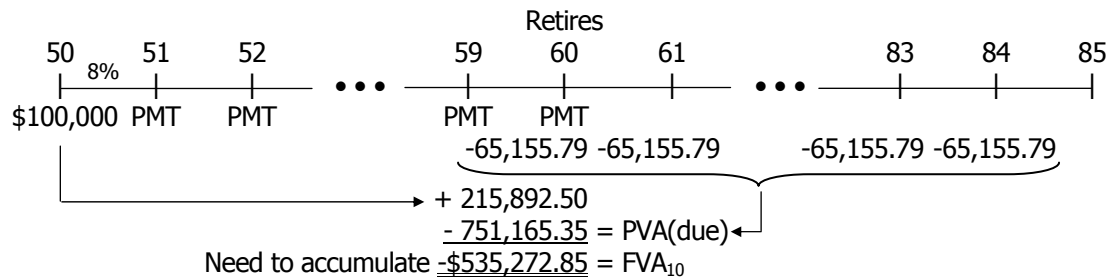 Retires
50 51 52 59 60 61 83 84 85
8%
••• •••
$100,000 PMT PMT PMT PMT
-65,155.79 -65,155.79 -65,155.79 -65,155.79
+ 215,892.50
- 751,165.35 = PVA(due)
Need to accumulate -$535,272.85 = FVA₁₀